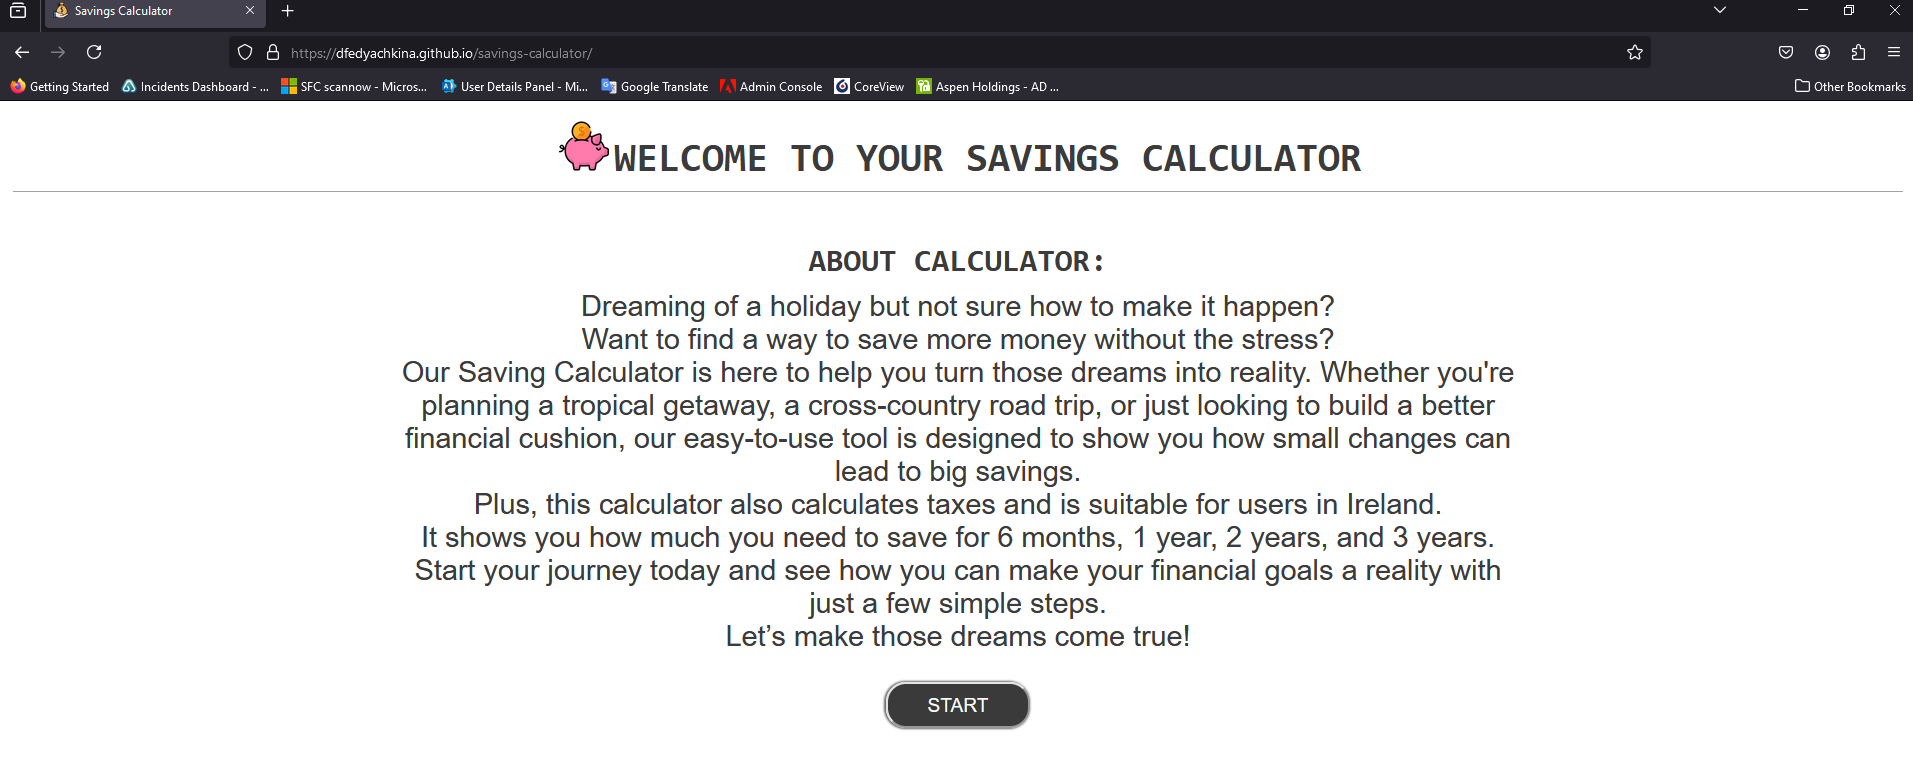 Savings Calculator
https://dfedyachkina.github.io/savings-calculator/
Getting Started
Incidents Dashboard - ...
SFC scannow - Micros...
User Details Panel - Mi...
Google Translate
Admin Console
CoreView
Aspen Holdings - AD ...
Other Bookmarks
WELCOME TO YOUR SAVINGS CALCULATOR
ABOUT CALCULATOR:
Dreaming of a holiday but not sure how to make it happen?
Want to find a way to save more money without the stress?
Our Saving Calculator is here to help you turn those dreams into reality. Whether you're
planning a tropical getaway, a cross-country road trip, or just looking to build a better
financial cushion, our easy-to-use tool is designed to show you how small changes can
lead to big savings.
Plus, this calculator also calculates taxes and is suitable for users in Ireland.
It shows you how much you need to save for 6 months, 1 year, 2 years, and 3 years.
Start your journey today and see how you can make your financial goals a reality with
just a few simple steps.
Let’s make those dreams come true!
START